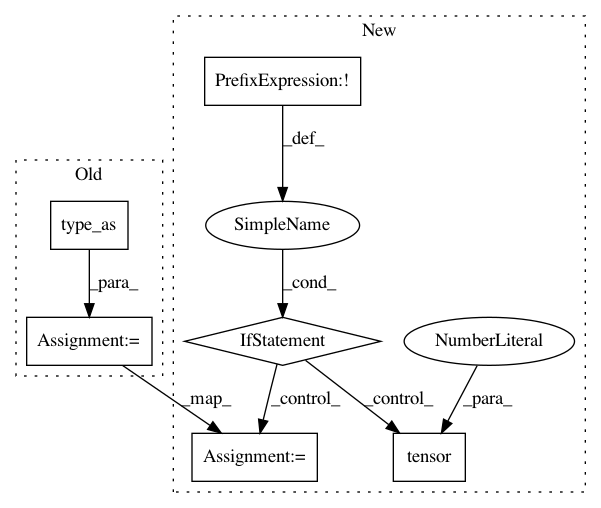 New
PrefixExpression:!
_def_
Old
type_as
SimpleName
_para_
_cond_
Assignment:=
IfStatement
NumberLiteral
_map_
_control_
_control_
_para_
Assignment:=
tensor